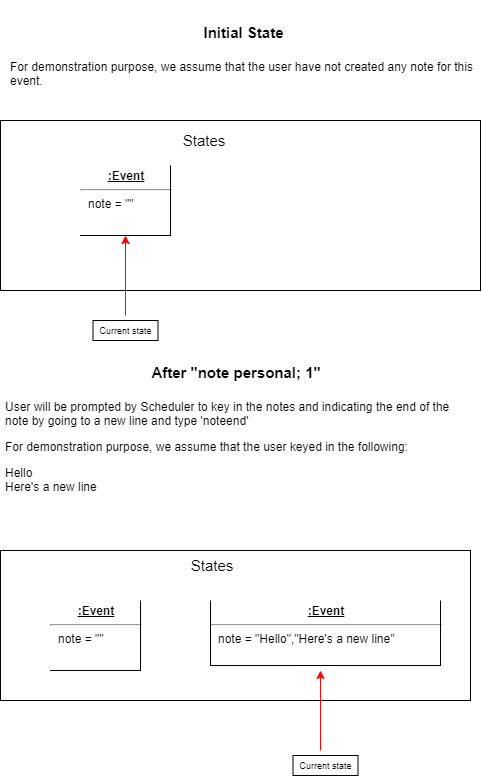 Initial State
For demonstration purpose, we assume that the user have not created any note for this
event.
States
:Event
note = ""
Current state
After "note personal; 1"
User will be prompted by Scheduler to key in the notes and indicating the end of the
note by going to a new line and type 'noteend'
For demonstration purpose, we assume that the user keyed in the following:
Hello
Here's a new line
States
:Event
note = ""
:Event
note = "Hello","Here's a new line"
Current state